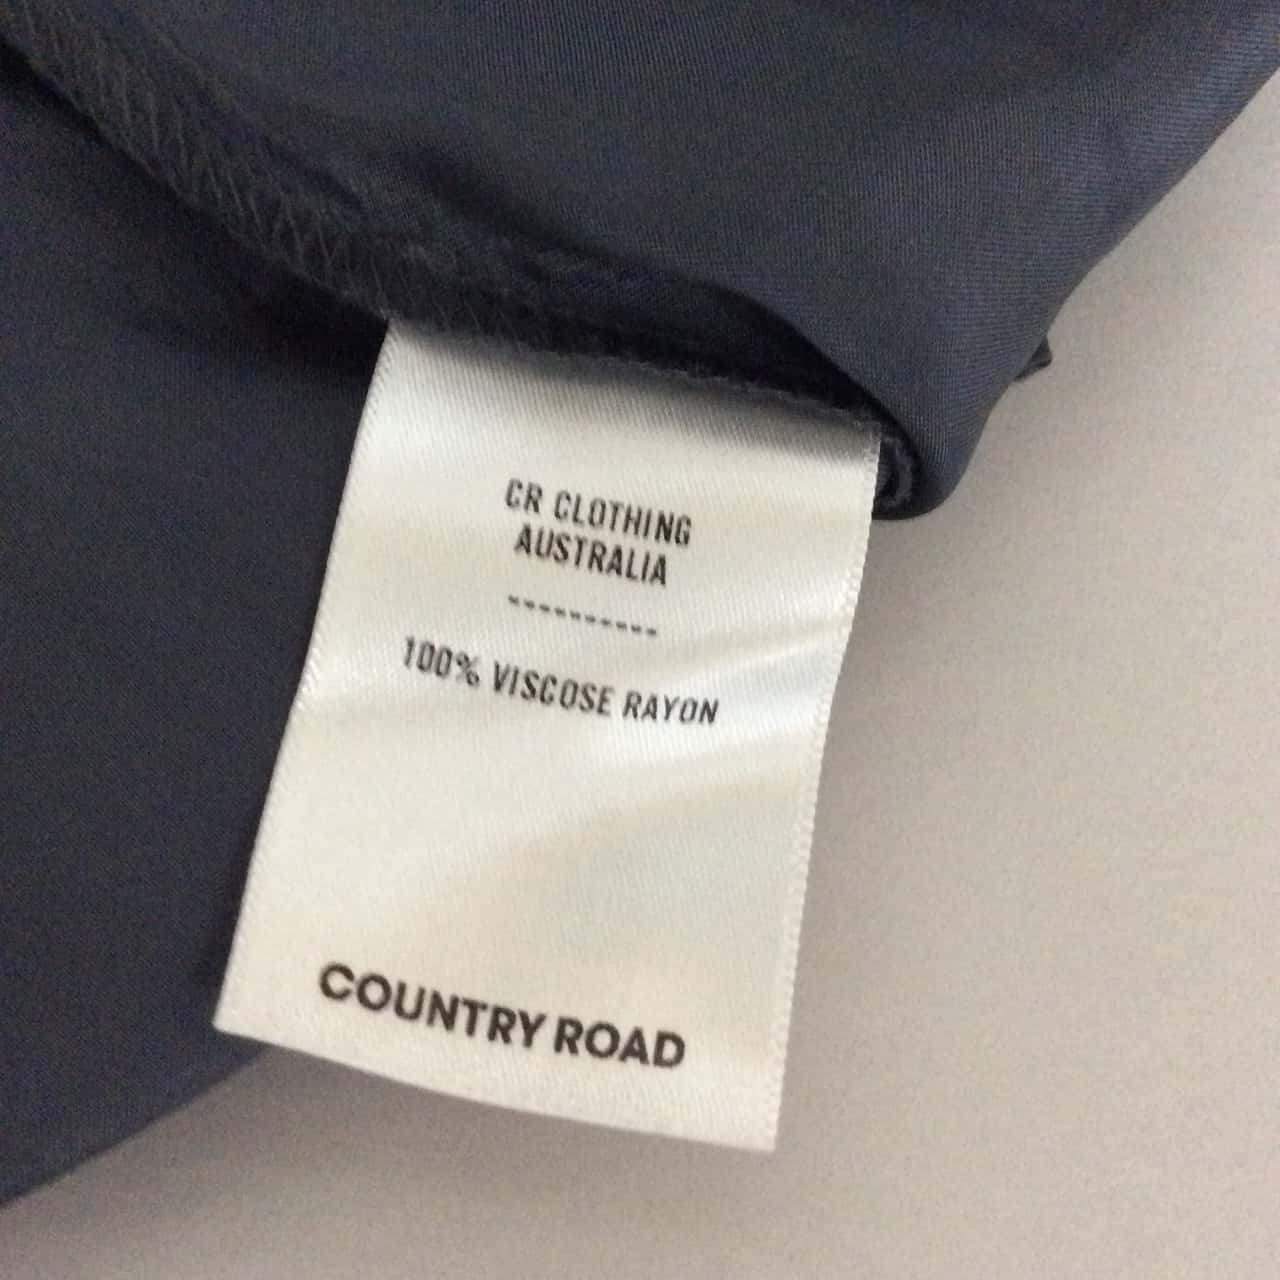 CR CLOTHING
AUSTRALIA
----------
100% VISCOSE RAYON
COUNTRY ROAD